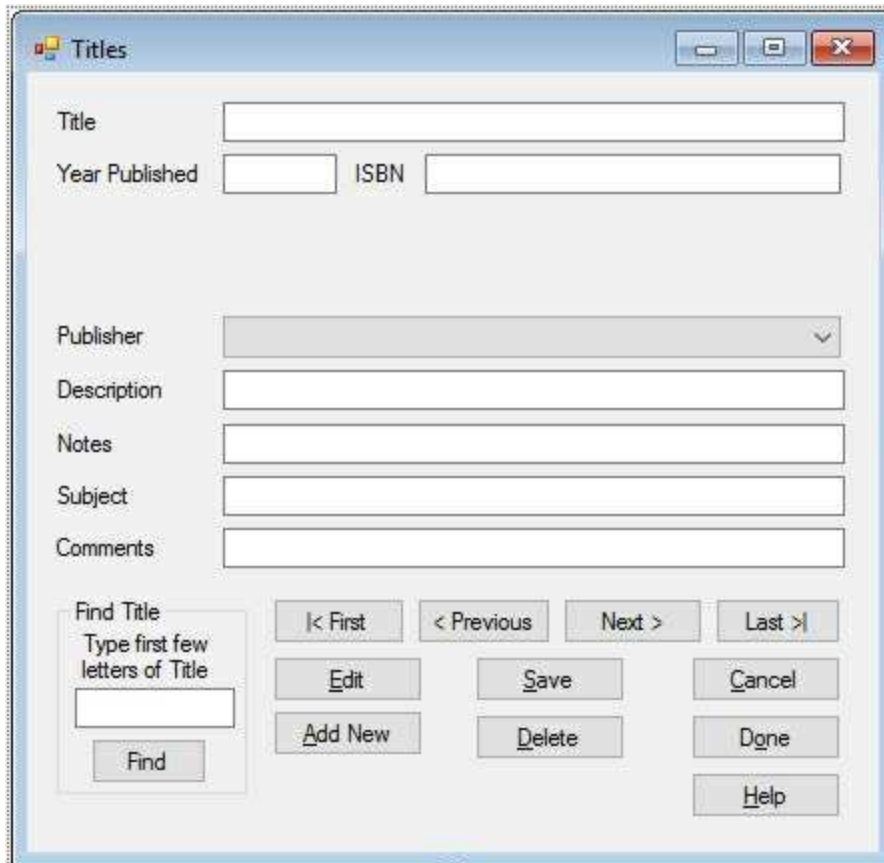 Titles
Title
Year Published ISBN
Publisher
Description
Notes
Subject
Comments
Find Title
Type first few
letters of Title
Find
|< First < Previous Next > Last >|
Edit Save Cancel
Add New Delete Done
Help